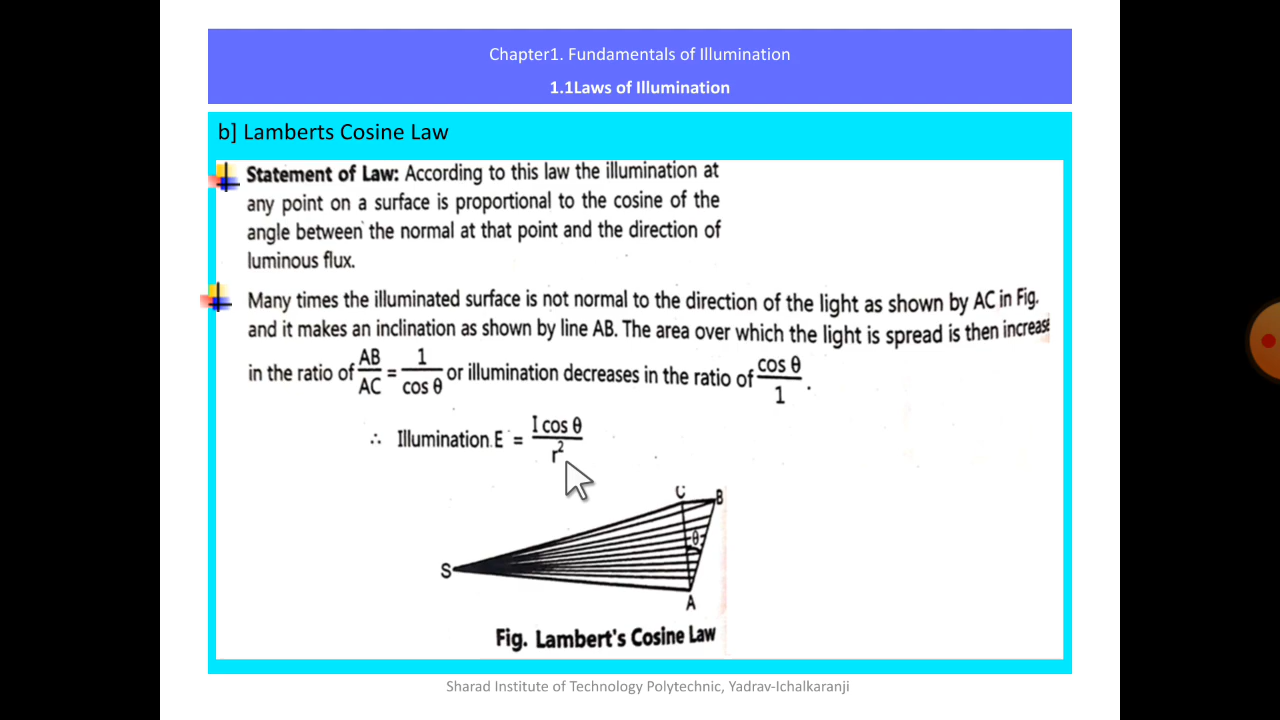 Chapter1. Fundamentals of Illumination
1.1Laws of Illumination
b] Lamberts Cosine Law
Statement of Law: According to this law the illumination at
any point on a surface is proportional to the cosine of the
angle between the normal at that point and the direction of
luminous flux.
Many times the illuminated surface is not normal to the direction of the light as shown by AC in Fig.
and it makes an inclination as shown by line AB. The area over which the light is spread is then increase
in the ratio of AB/AC = 1/cos θ or illumination decreases in the ratio of cos θ/1 .
∴ Illumination E = I cos θ/r²
C B
θ
S
A
Fig. Lambert's Cosine Law
Sharad Institute of Technology Polytechnic, Yadrav-Ichalkaranji